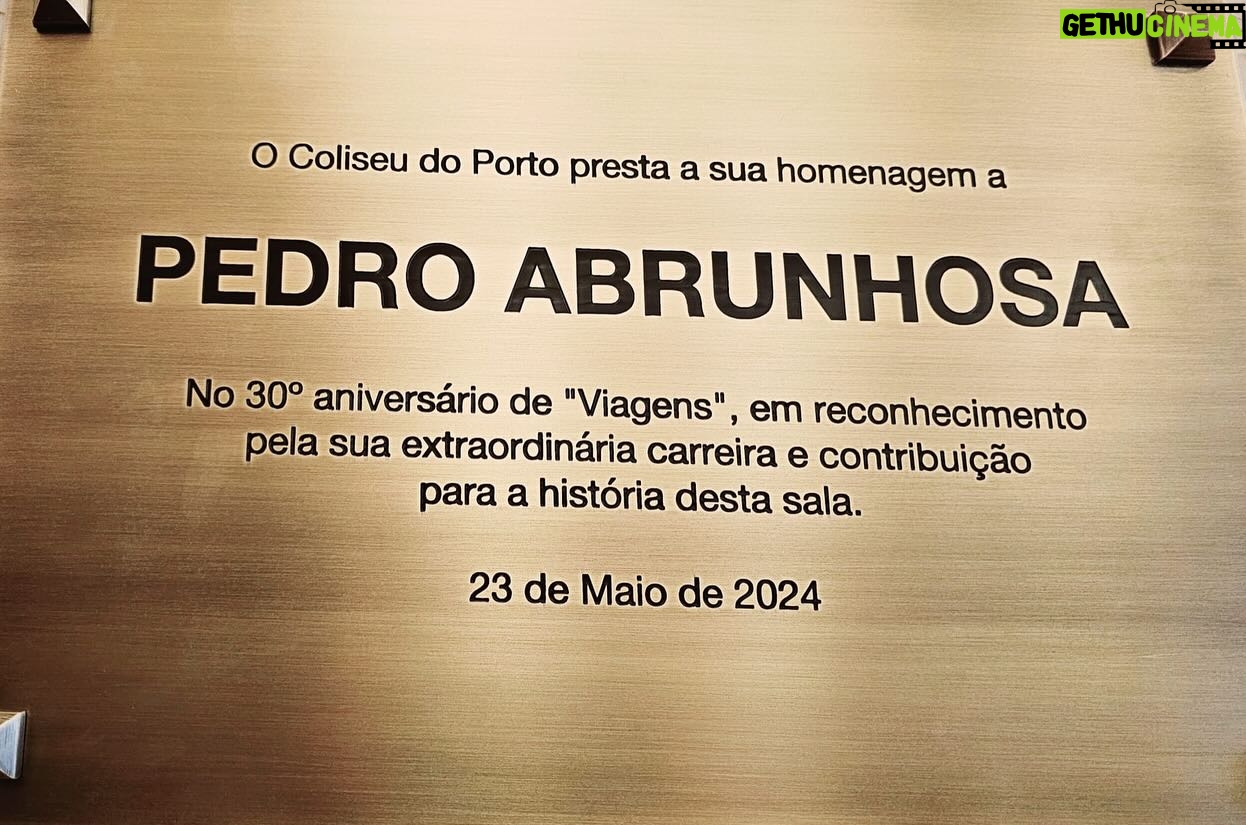 GETHUCINEMA
O Coliseu do Porto presta a sua homenagem a
PEDRO ABRUNHOSA
No 30º aniversário de "Viagens", em reconhecimento
pela sua extraordinária carreira e contribuição
para a história desta sala.
23 de Maio de 2024